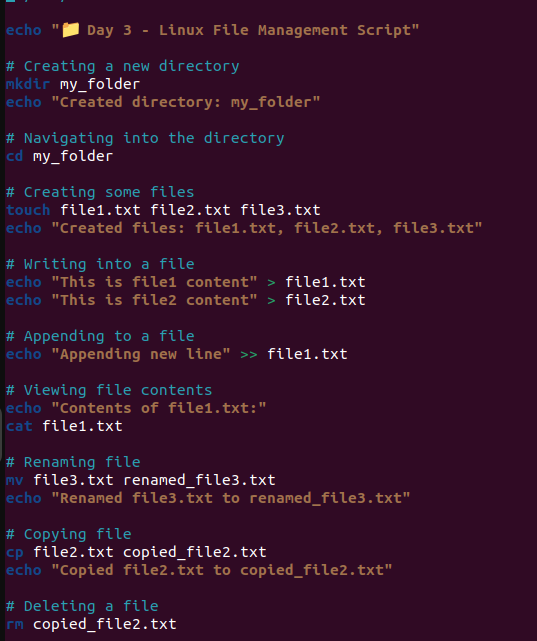 echo "📁 Day 3 - Linux File Management Script"
# Creating a new directory
mkdir my_folder
echo "Created directory: my_folder"
# Navigating into the directory
cd my_folder
# Creating some files
touch file1.txt file2.txt file3.txt
echo "Created files: file1.txt, file2.txt, file3.txt"
# Writing into a file
echo "This is file1 content" > file1.txt
echo "This is file2 content" > file2.txt
# Appending to a file
echo "Appending new line" >> file1.txt
# Viewing file contents
echo "Contents of file1.txt:"
cat file1.txt
# Renaming file
mv file3.txt renamed_file3.txt
echo "Renamed file3.txt to renamed_file3.txt"
# Copying file
cp file2.txt copied_file2.txt
echo "Copied file2.txt to copied_file2.txt"
# Deleting a file
rm copied_file2.txt